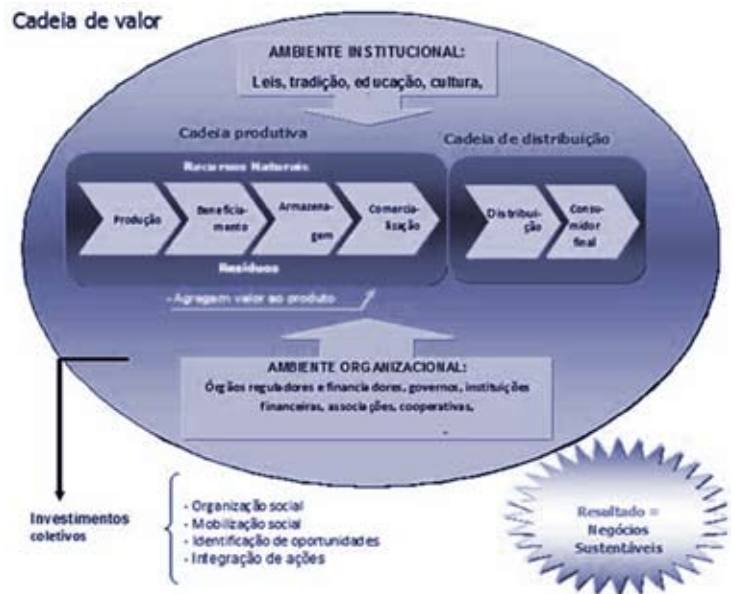 Cadeia de valor
AMBIENTE INSTITUCIONAL:
Leis, tradição, educação, cultura,
Cadeia produtiva
Cadeia de distribuição
Recursos Naturais
Produção
Beneficia-
mento
Armazena-
gem
Comercia-
lização
Distribui-
ção
Consu-
midor
final
Resíduos
- Agregam valor ao produto
AMBIENTE ORGANIZACIONAL:
Órgãos reguladores e financiadores, governos, instituições
financeiras, associações, cooperativas,
.
Investimentos
coletivos
- Organização social
- Mobilização social
- Identificação de oportunidades
- Integração de ações
Resultado =
Negócios
Sustentáveis